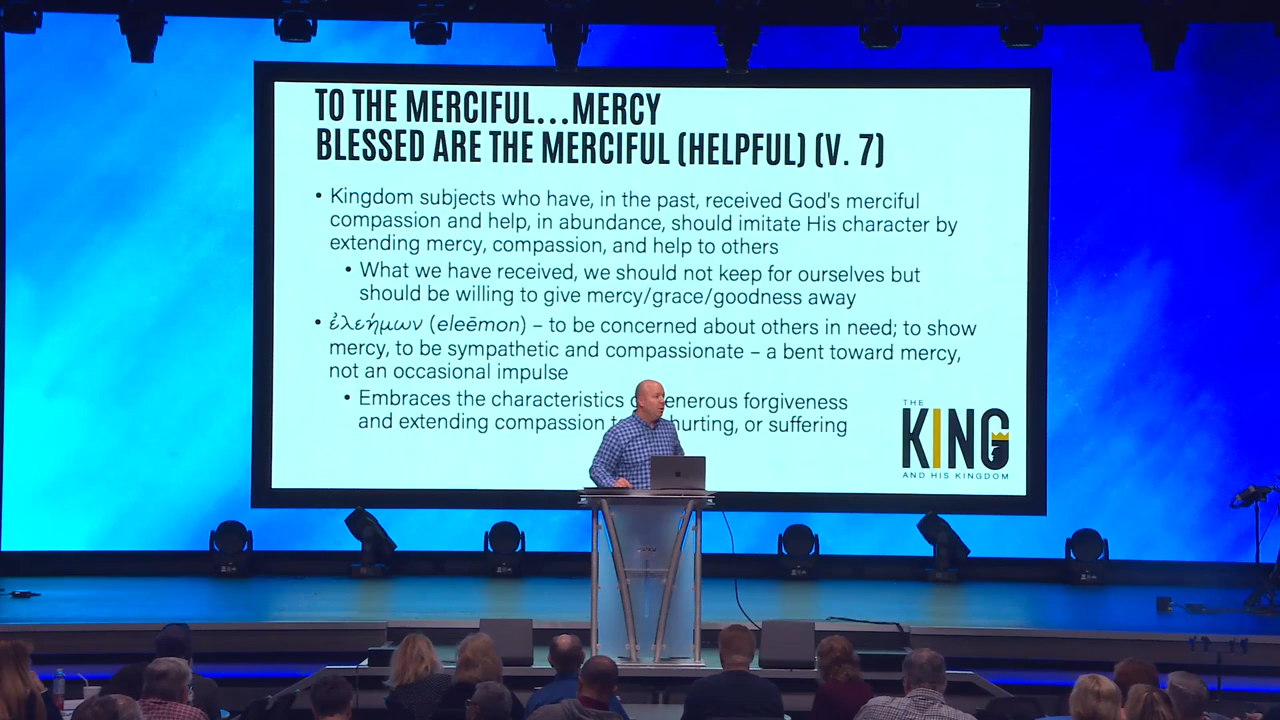 TO THE MERCIFUL...MERCY
BLESSED ARE THE MERCIFUL (HELPFUL) (V. 7)
• Kingdom subjects who have, in the past, received God's merciful
compassion and help, in abundance, should imitate His character by
extending mercy, compassion, and help to others
• What we have received, we should not keep for ourselves but
should be willing to give mercy/grace/goodness away
• ἐλεήμων (eleēmon) – to be concerned about others in need; to show
mercy, to be sympathetic and compassionate – a bent toward mercy,
not an occasional impulse
• Embraces the characteristics enerous forgiveness
and extending compassion hurting, or suffering
THE
KING
AND HIS KINGDOM